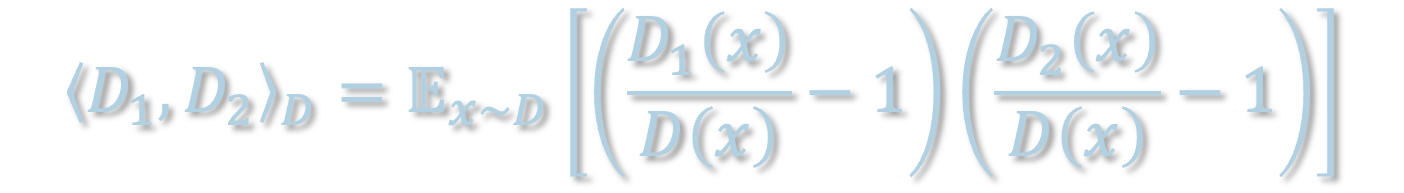 ⟨D₁, D₂⟩_D = 𝔼_{x~D} [(D₁(x)/D(x) − 1)(D₂(x)/D(x) − 1)]